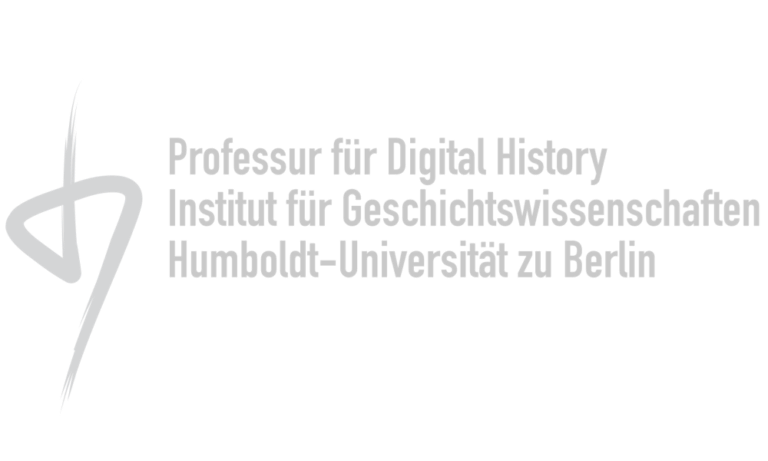 Professur für Digital History
Institut für Geschichtswissenschaften
Humboldt-Universität zu Berlin